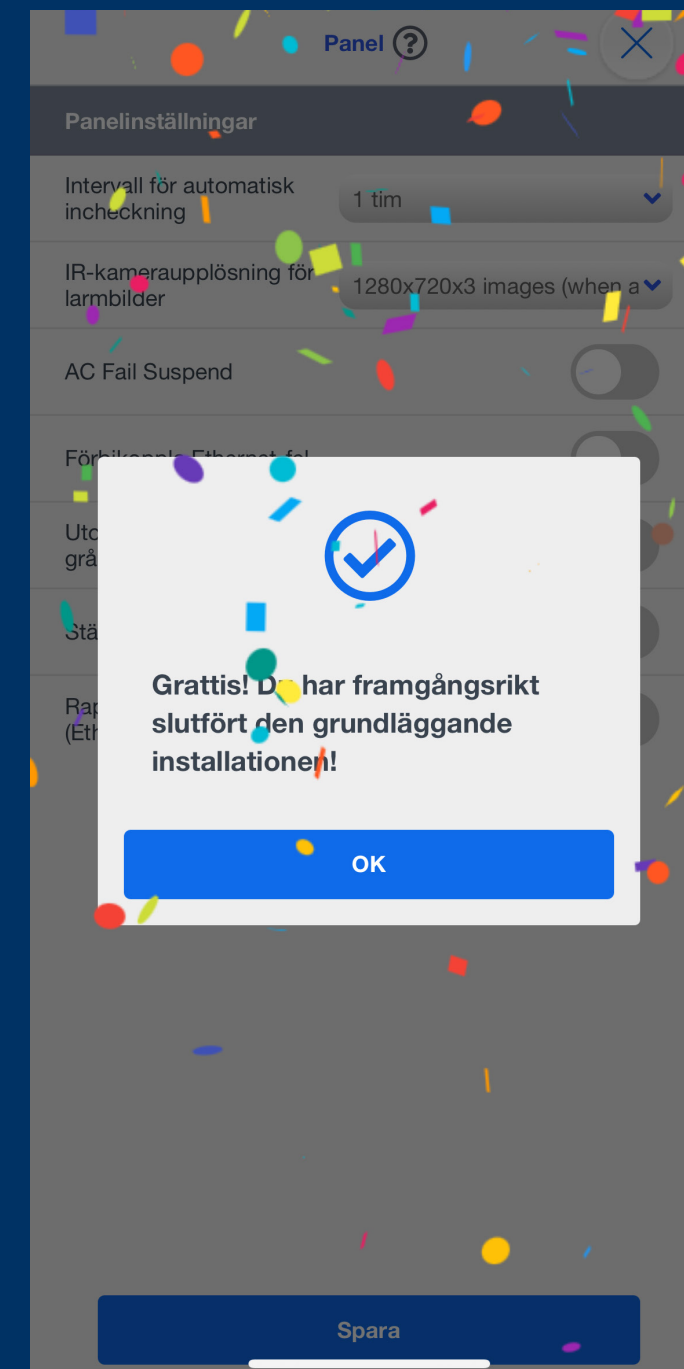 Panel ?
Panelinställningar
Intervall för automatisk
incheckning
1 tim
IR-kameraupplösning för
larmbilder
1280x720x3 images (when a
AC Fail Suspend
Grattis! Du har framgångsrikt
slutfört den grundläggande
installationen!
OK
Spara